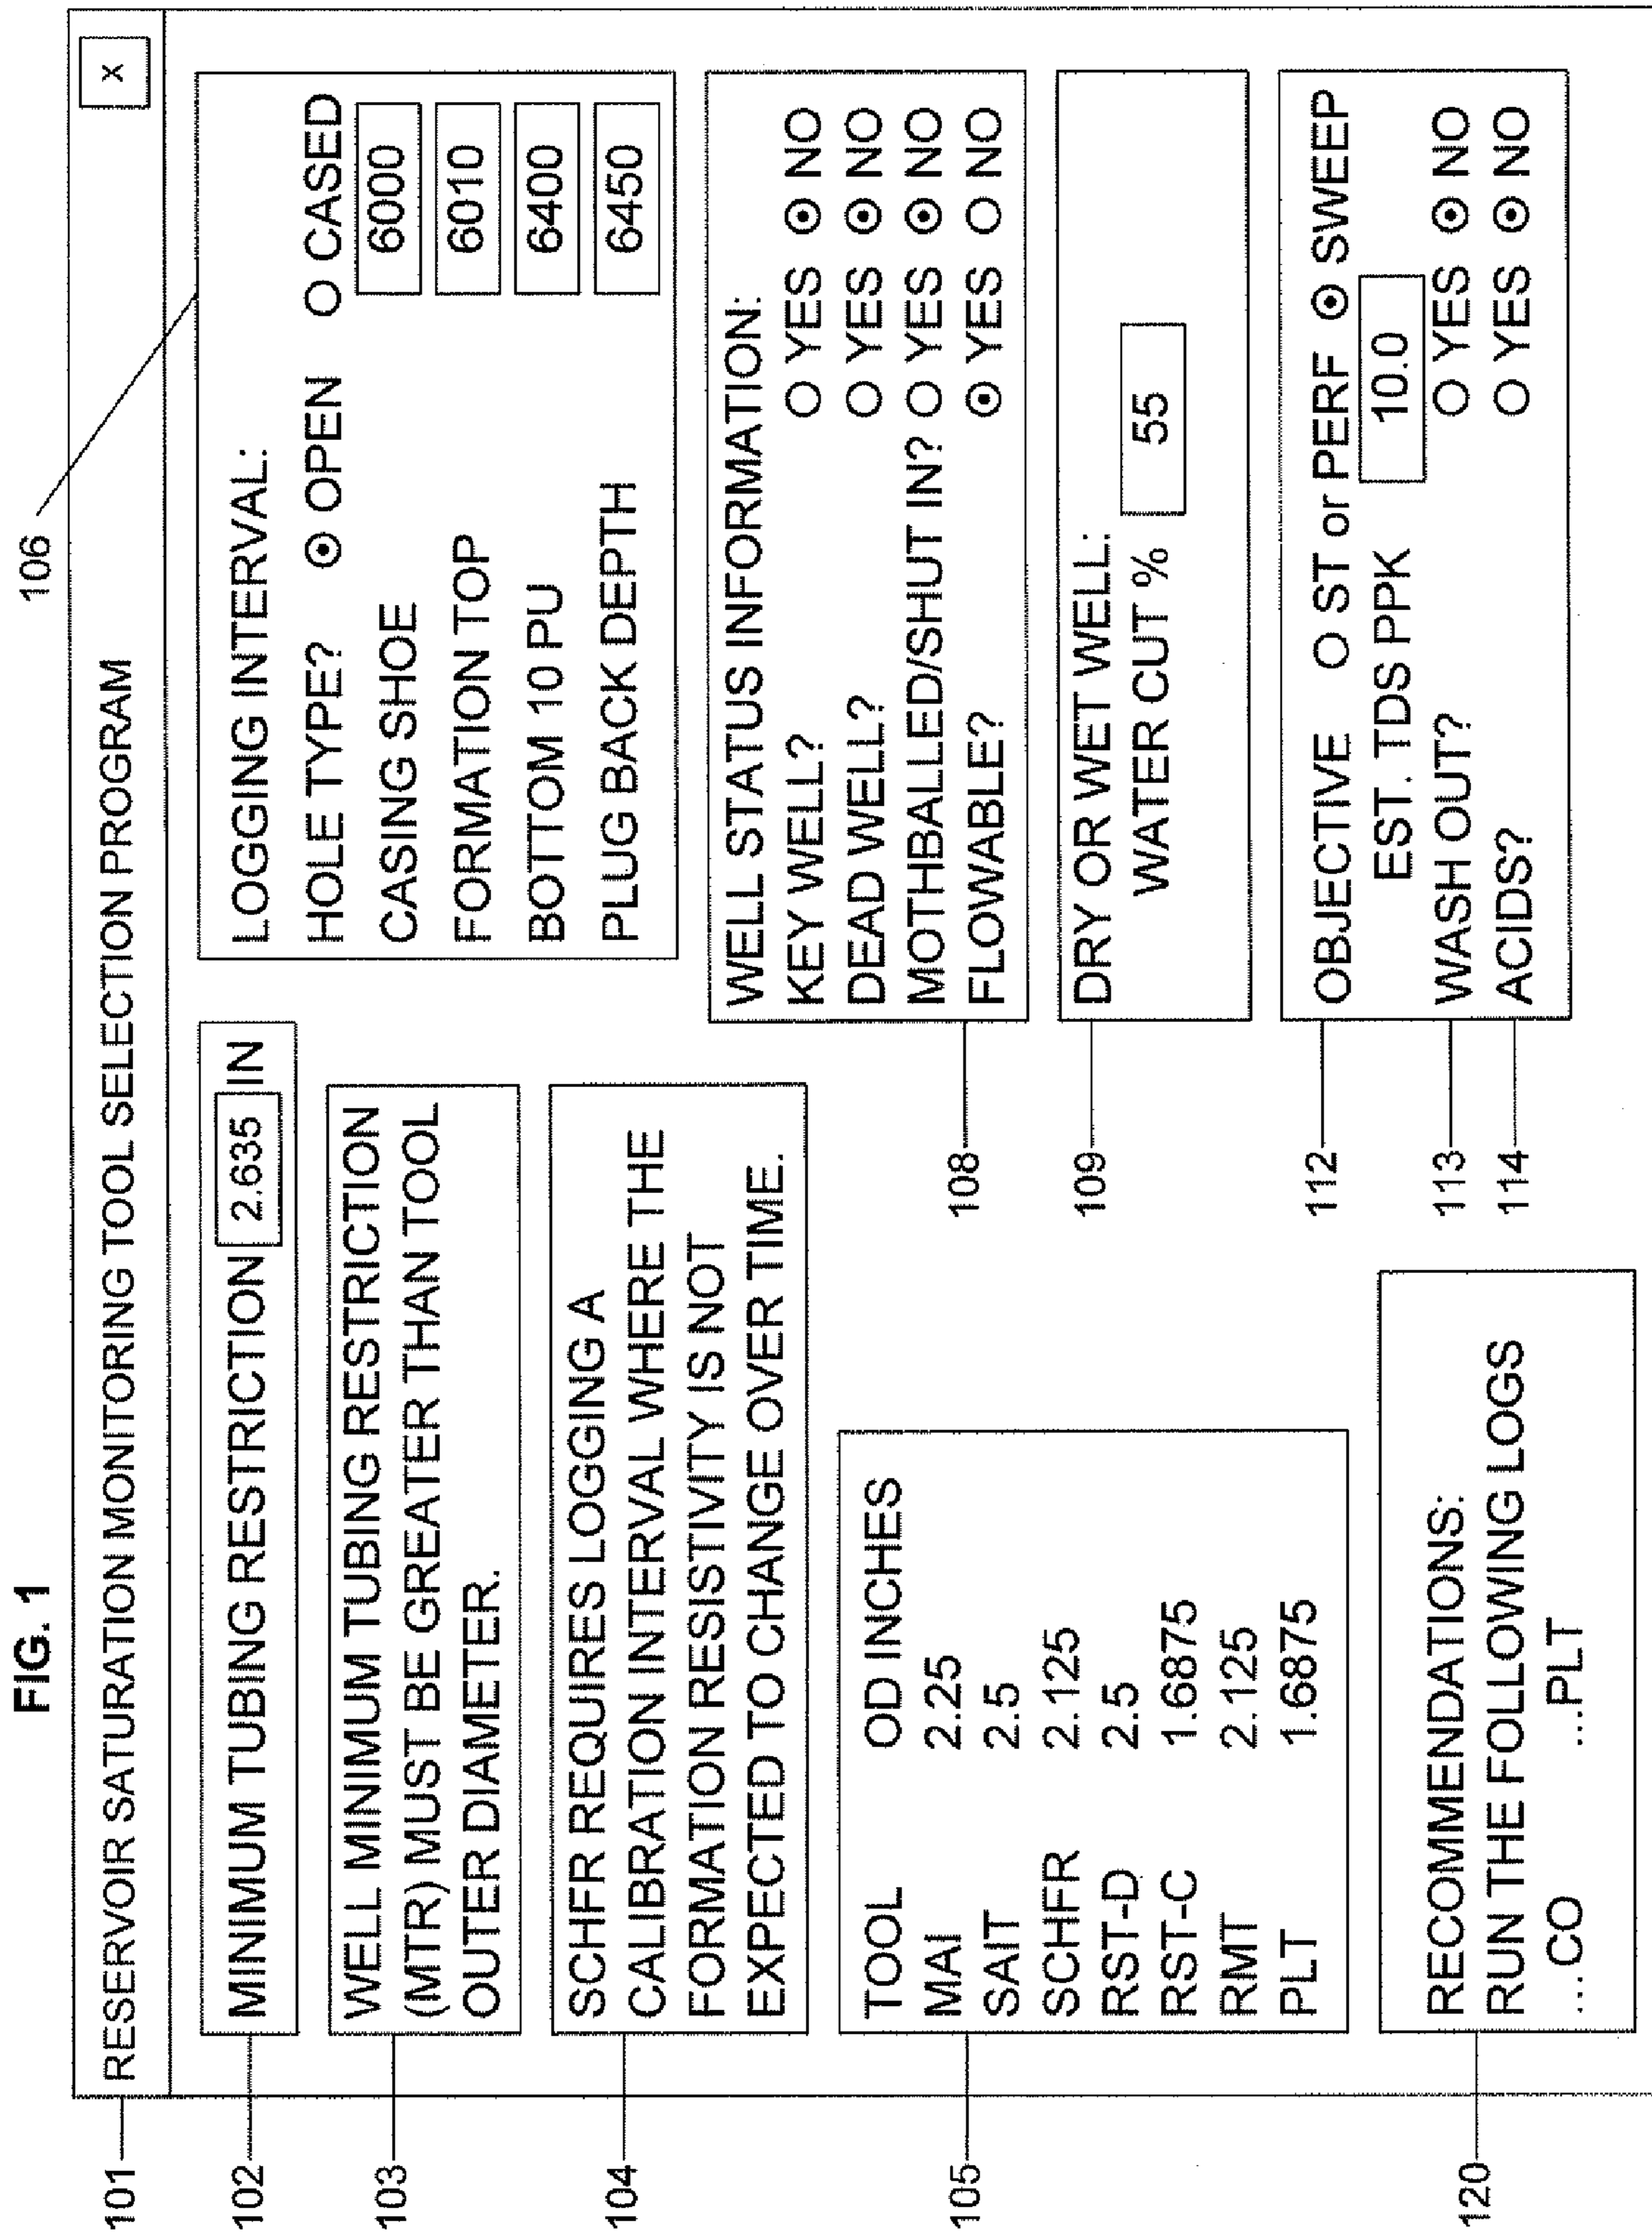 FIG. 1
101
RESERVOIR SATURATION MONITORING TOOL SELECTION PROGRAM
X
102
MINIMUM TUBING RESTRICTION 2.635 IN
103
WELL MINIMUM TUBING RESTRICTION
(MTR) MUST BE GREATER THAN TOOL
OUTER DIAMETER.
104
SCHFR REQUIRES LOGGING A
CALIBRATION INTERVAL WHERE THE
FORMATION RESISTIVITY IS NOT
EXPECTED TO CHANGE OVER TIME.
105
TOOL OD INCHES
MAI 2.25
SAIT 2.5
SCHFR 2.125
RST-D 2.5
RST-C 1.6875
RMT 2.125
PLT 1.6875
120
RECOMMENDATIONS:
RUN THE FOLLOWING LOGS
...CO ...PLT
106
LOGGING INTERVAL:
HOLE TYPE? OPEN CASED
CASING SHOE 6000
FORMATION TOP 6010
BOTTOM 10 PU 6400
PLUG BACK DEPTH 6450
108
WELL STATUS INFORMATION:
KEY WELL? YES NO
DEAD WELL? YES NO
MOTHBALLED/SHUT IN? YES NO
FLOWABLE? YES NO
109
DRY OR WET WELL:
WATER CUT % 55
112
OBJECTIVE ST or PERF SWEEP
EST. TDS PPK 10.0
113
WASH OUT? YES NO
114
ACIDS? YES NO